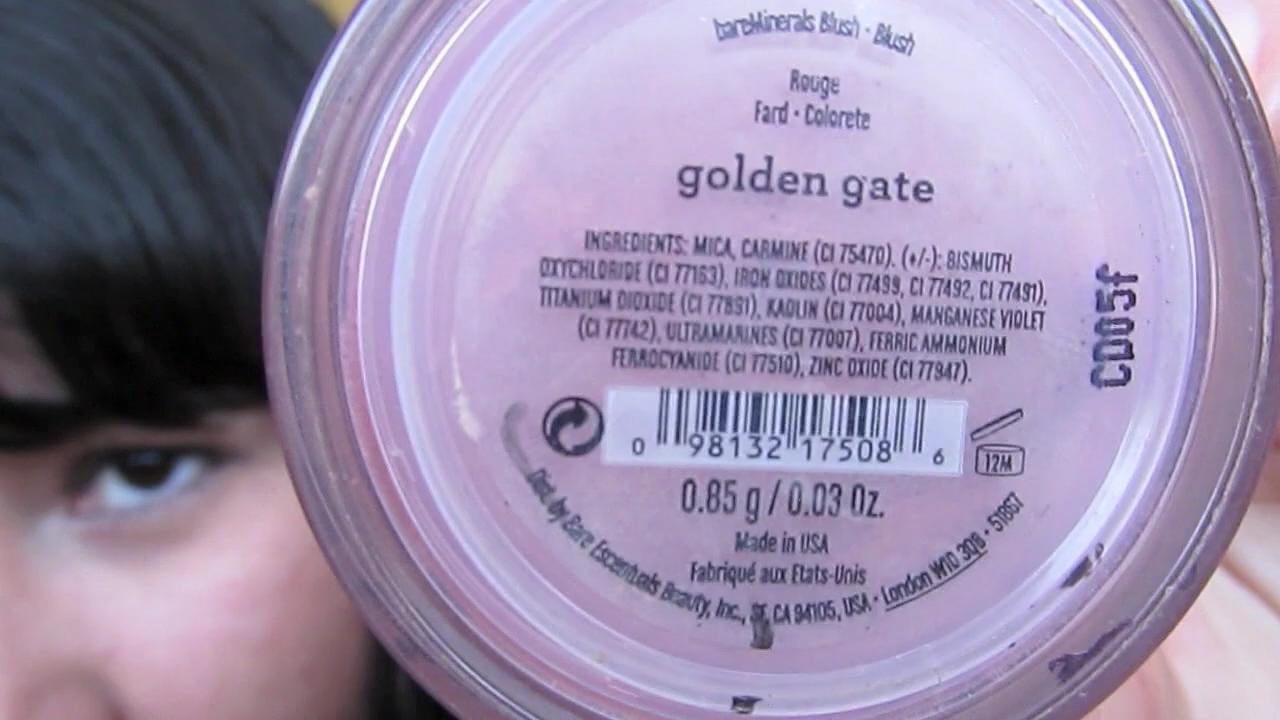 bareMinerals Blush · Blush
Rouge
Fard · Colorete
golden gate
INGREDIENTS: MICA, CARMINE (CI 75470). (+/-): BISMUTH
OXYCHLORIDE (CI 77163), IRON OXIDES (CI 77499, CI 77492, CI 77491),
TITANIUM DIOXIDE (CI 77891), KAOLIN (CI 77004), MANGANESE VIOLET
(CI 77742), ULTRAMARINES (CI 77007), FERRIC AMMONIUM
FERROCYANIDE (CI 77510), ZINC OXIDE (CI 77947).
CD05f
0 98132 17508 6
12M
0.85 g / 0.03 Oz.
Made in USA
Fabriqué aux Etats-Unis
Dist. by Bare Escentuals Beauty, Inc., SF, CA 94105, USA · London W10 3QB · 51867